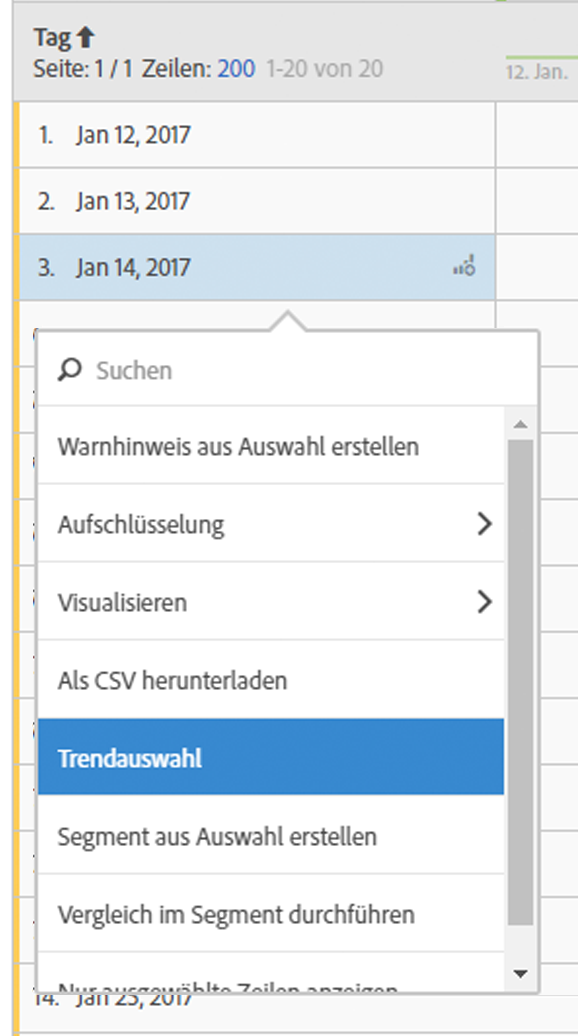 Tag
Seite: 1 / 1 Zeilen: 200 1-20 von 20
12. Jan.
1. Jan 12, 2017
2. Jan 13, 2017
3. Jan 14, 2017
Suchen
Warnhinweis aus Auswahl erstellen
Aufschlüsselung
Visualisieren
Als CSV herunterladen
Trendauswahl
Segment aus Auswahl erstellen
Vergleich im Segment durchführen
Nur ausgewählte Zeilen anzeigen
14. Jan 25, 2017